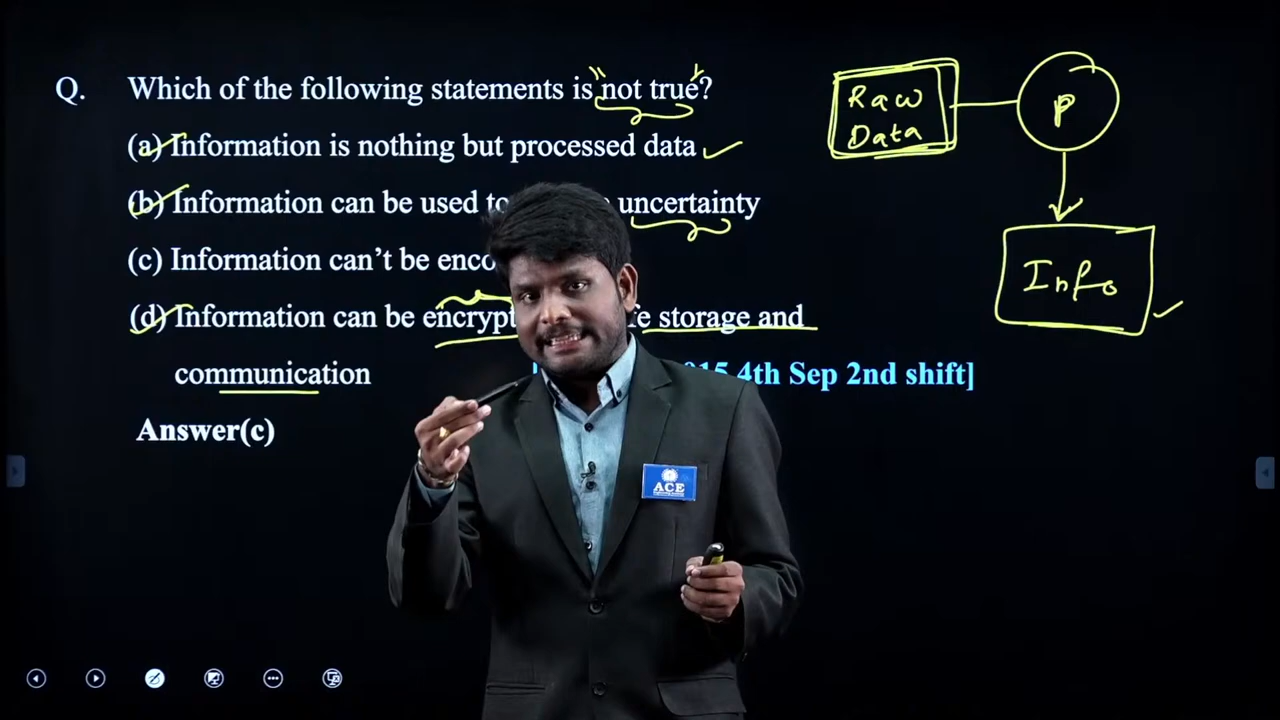 Q. Which of the following statements is not true?
(a) Information is nothing but processed data
(b) Information can be used to uncertainty
(c) Information can't be
(d) Information can be storage and
communication
4th Sep 2nd shift]
Answer(c)
Raw
Data
p
Info
ACE